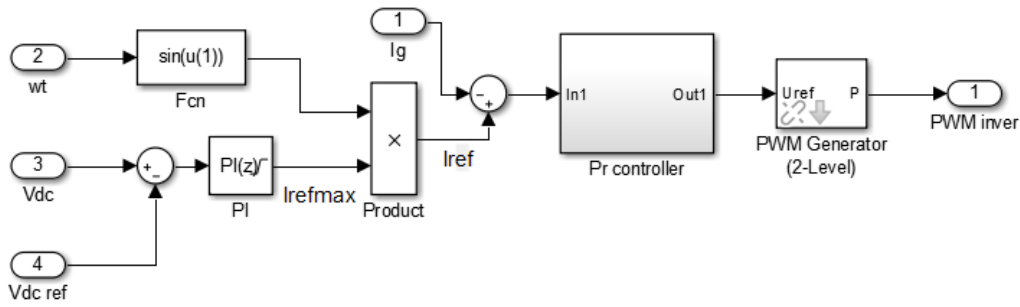 1
Ig
2
wt
sin(u(1))
Fcn
In1
Out1
Pr controller
Uref
P
PWM Generator
(2-Level)
1
PWM inver
×
Product
Iref
3
Vdc
+
−
PI(z)
PI
Irefmax
−
+
4
Vdc ref